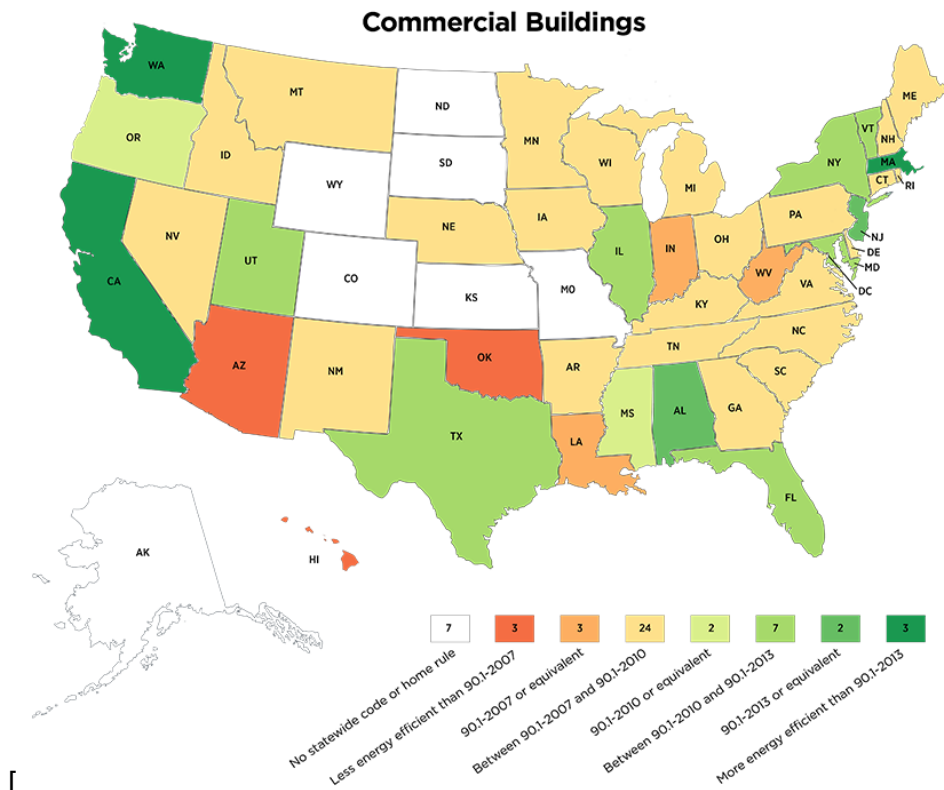 Commercial Buildings
WA
MT
ND
ME
OR
ID
MN
VT
NH
SD
WI
NY
MA
WY
MI
CT
RI
IA
PA
NE
NJ
NV
OH
DE
UT
IL
IN
MD
CO
WV
DC
CA
KS
MO
VA
KY
NC
TN
AZ
OK
NM
AR
SC
MS
AL
GA
TX
LA
FL
AK
HI
7 3 3 24 2 7 2 3
No statewide code or home rule
Less energy efficient than 90.1-2007
90.1-2007 or equivalent
Between 90.1-2007 and 90.1-2010
90.1-2010 or equivalent
Between 90.1-2010 and 90.1-2013
90.1-2013 or equivalent
More energy efficient than 90.1-2013
[